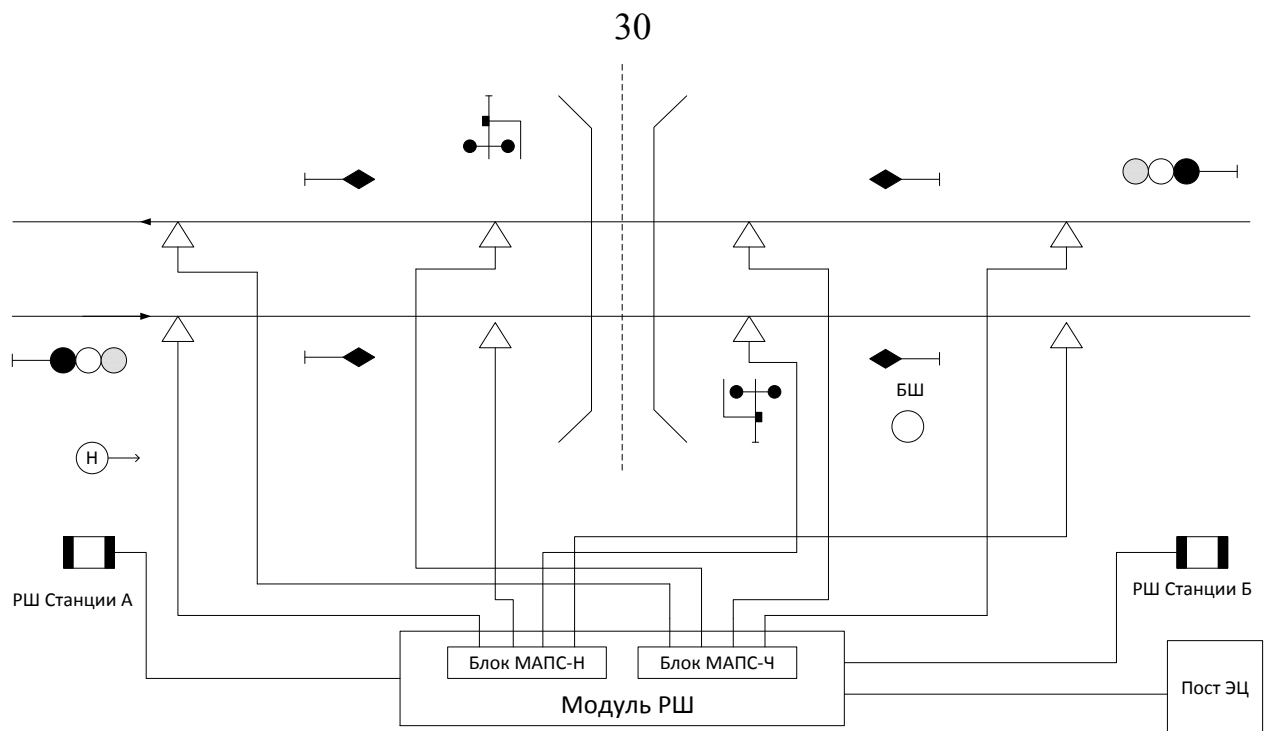 30
БШ
Н
РШ Станции А
РШ Станции Б
Блок МАПС-Н
Блок МАПС-Ч
Модуль РШ
Пост ЭЦ